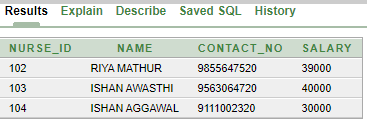 Results Explain Describe Saved SQL History
NURSE_ID NAME CONTACT_NO SALARY
102 RIYA MATHUR 9855647520 39000
103 ISHAN AWASTHI 9563064720 40000
104 ISHAN AGGAWAL 9111002320 30000